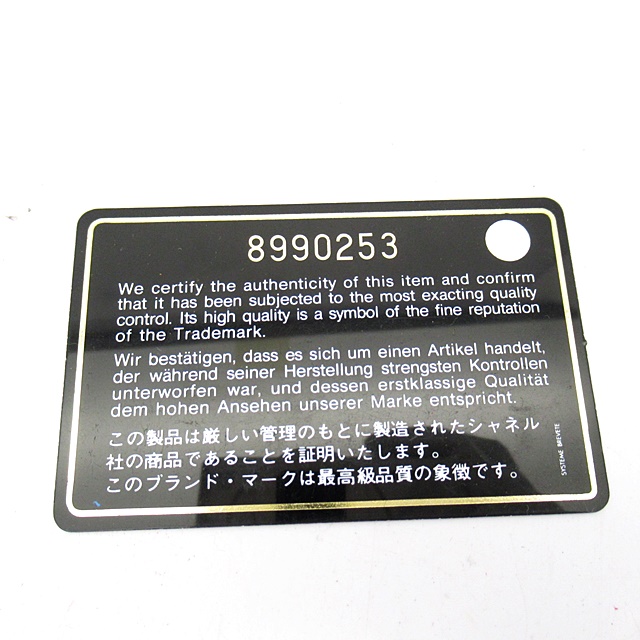 8990253
We certify the authenticity of this item and confirm
that it has been subjected to the most exacting quality
control. Its high quality is a symbol of the fine reputation
of the Trademark.
Wir bestätigen, dass es sich um einen Artikel handelt,
der während seiner Herstellung strengsten Kontrollen
unterworfen war, und dessen erstklassige Qualität
dem hohen Ansehen unserer Marke entspricht.
この製品は厳しい管理のもとに製造されたシャネル
社の商品であることを証明いたします。
このブランド・マークは最高級品質の象徴です。
SYSTEME BREVETE